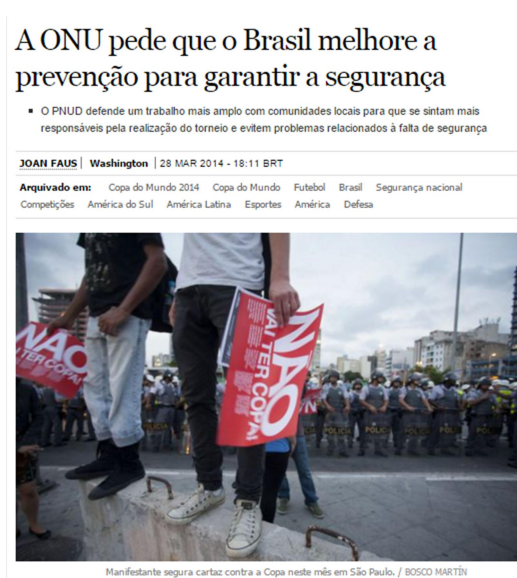 A ONU pede que o Brasil melhore a
prevenção para garantir a segurança
O PNUD defende um trabalho mais amplo com comunidades locais para que se sintam mais
responsáveis pela realização do torneio e evitem problemas relacionados à falta de segurança
JOAN FAUS | Washington | 28 MAR 2014 - 18:11 BRT
Arquivado em: Copa do Mundo 2014 Copa do Mundo Futebol Brasil Segurança nacional
Competições América do Sul América Latina Esportes América Defesa
NÃO
VAI TER COPA!
NÃO
VAI TER COPA!
POLÍCIA
Manifestante segura cartaz contra a Copa neste mês em São Paulo. / BOSCO MARTÍN